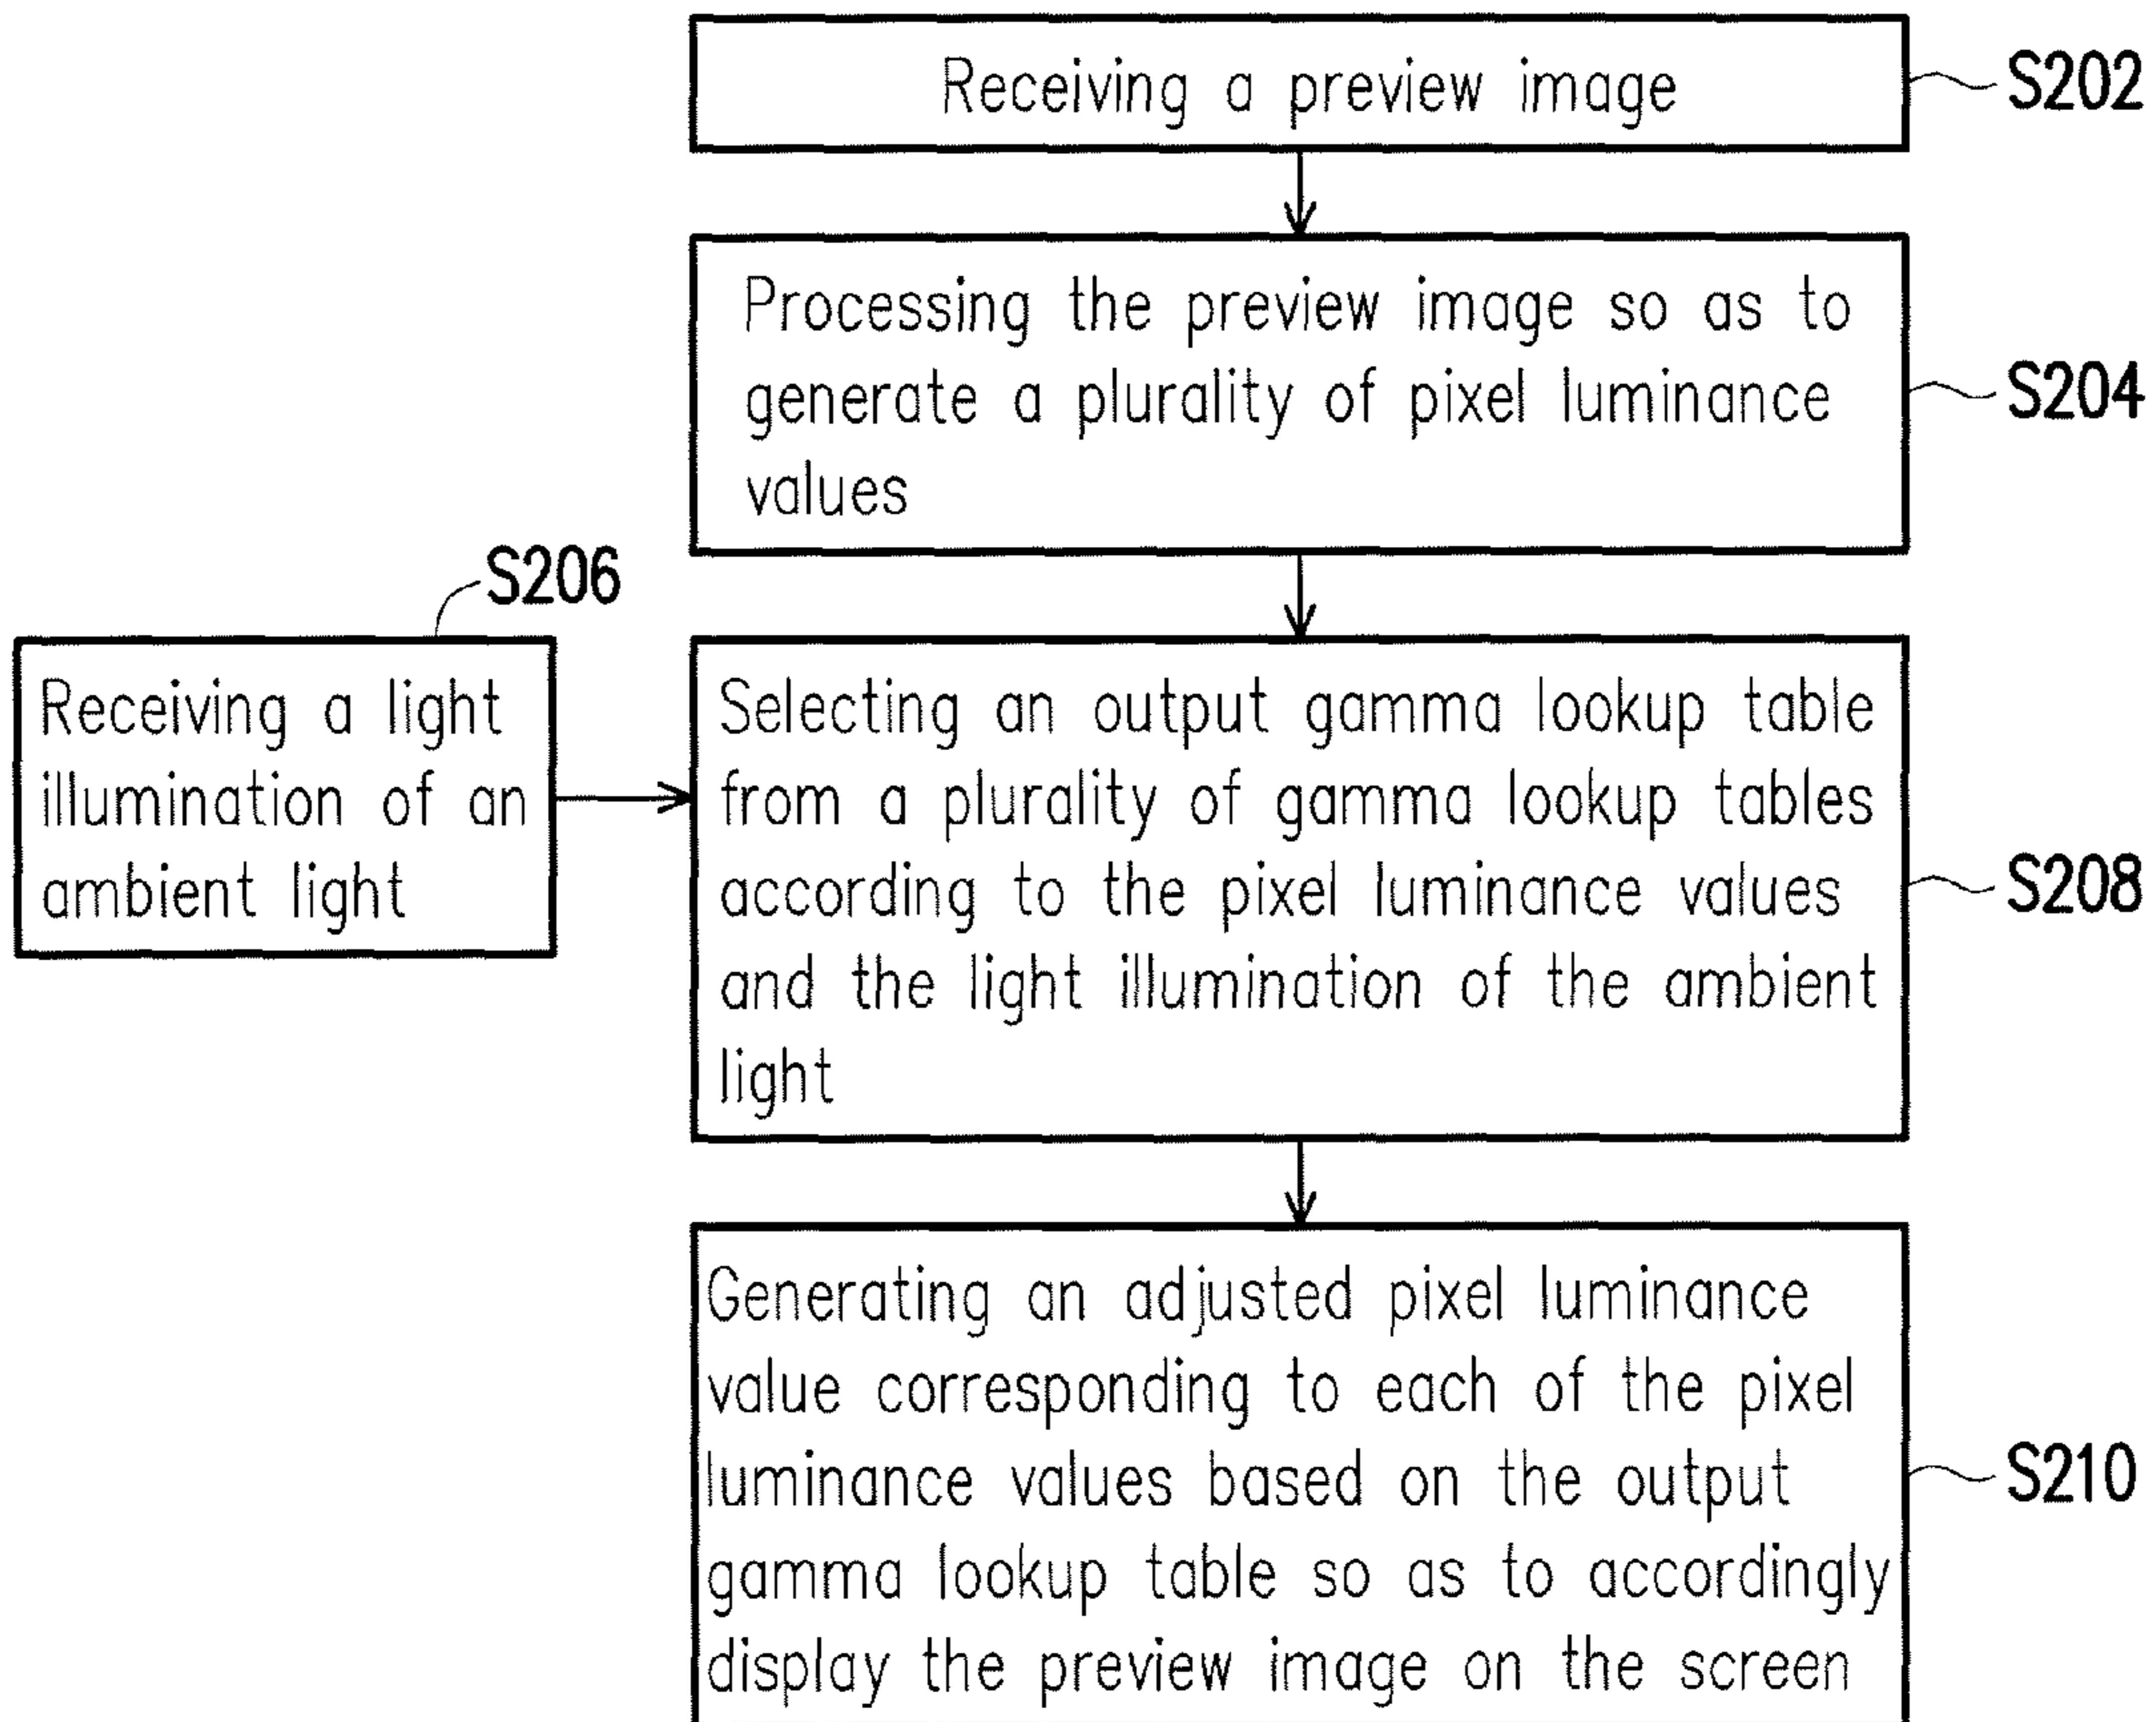 Receiving a preview image
S202
Processing the preview image so as to
generate a plurality of pixel luminance
values
S204
S206
Receiving a light
illumination of an
ambient light
Selecting an output gamma lookup table
from a plurality of gamma lookup tables
according to the pixel luminance values
and the light illumination of the ambient
light
S208
Generating an adjusted pixel luminance
value corresponding to each of the pixel
luminance values based on the output
gamma lookup table so as to accordingly
display the preview image on the screen
S210